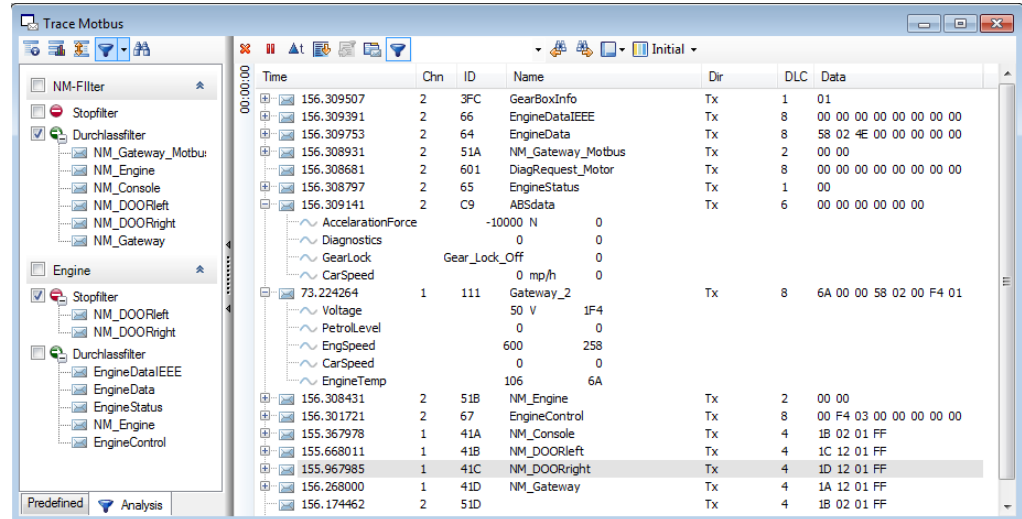 Trace Motbus
Δt Initial
NM-FIlter
Stopfilter
Durchlassfilter
NM_Gateway_Motbu
NM_Engine
NM_Console
NM_DOORleft
NM_DOORright
NM_Gateway
Engine
Stopfilter
NM_DOORleft
NM_DOORright
Durchlassfilter
EngineDataIEEE
EngineData
EngineStatus
NM_Engine
EngineControl
Predefined Analysis
00:00:00
Time Chn ID Name Dir DLC Data
156.309507 2 3FC GearBoxInfo Tx 1 01
156.309391 2 66 EngineDataIEEE Tx 8 00 00 00 00 00 00 00 00
156.309753 2 64 EngineData Tx 8 58 02 4E 00 00 00 00 00
156.308931 2 51A NM_Gateway_Motbus Tx 2 00 00
156.308681 2 601 DiagRequest_Motor Tx 8 00 00 00 00 00 00 00 00
156.308797 2 65 EngineStatus Tx 1 00
156.309141 2 C9 ABSdata Tx 6 00 00 00 00 00 00
AccelarationForce -10000 N 0
Diagnostics 0 0
GearLock Gear_Lock_Off 0
CarSpeed 0 mp/h 0
73.224264 1 111 Gateway_2 Tx 8 6A 00 00 58 02 00 F4 01
Voltage 50 V 1F4
PetrolLevel 0 0
EngSpeed 600 258
CarSpeed 0 0
EngineTemp 106 6A
156.308431 2 51B NM_Engine Tx 2 00 00
156.301721 2 67 EngineControl Tx 8 00 F4 03 00 00 00 00 00
155.367978 1 41A NM_Console Tx 4 1B 02 01 FF
155.668011 1 41B NM_DOORleft Tx 4 1C 12 01 FF
155.967985 1 41C NM_DOORright Tx 4 1D 12 01 FF
156.268000 1 41D NM_Gateway Tx 4 1A 12 01 FF
156.174462 2 51D Tx 4 1B 02 01 FF